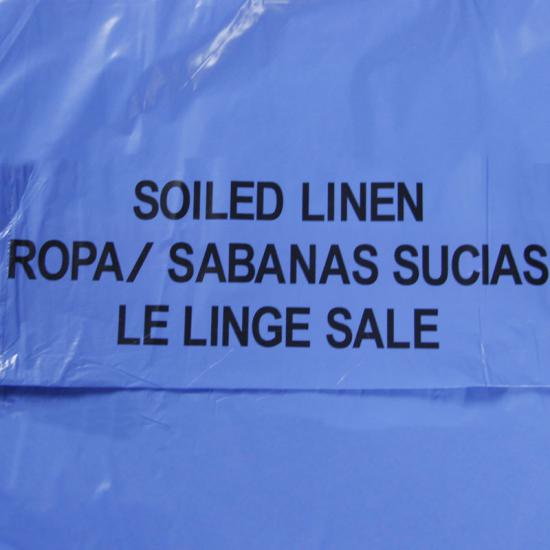 SOILED LINEN
ROPA/ SABANAS SUCIAS
LE LINGE SALE